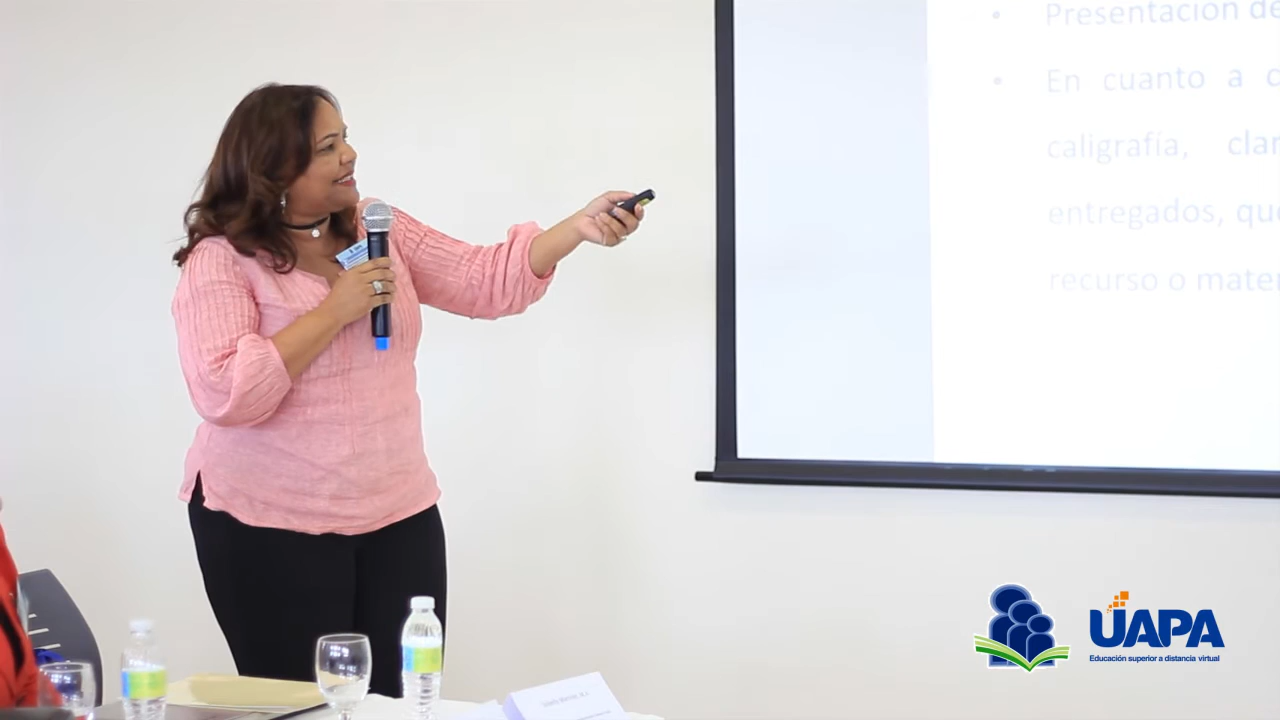 Presentación de
En cuanto a c
caligrafía, clar
entregados, qu
recurso o mater
UAPA
Educación superior a distancia virtual